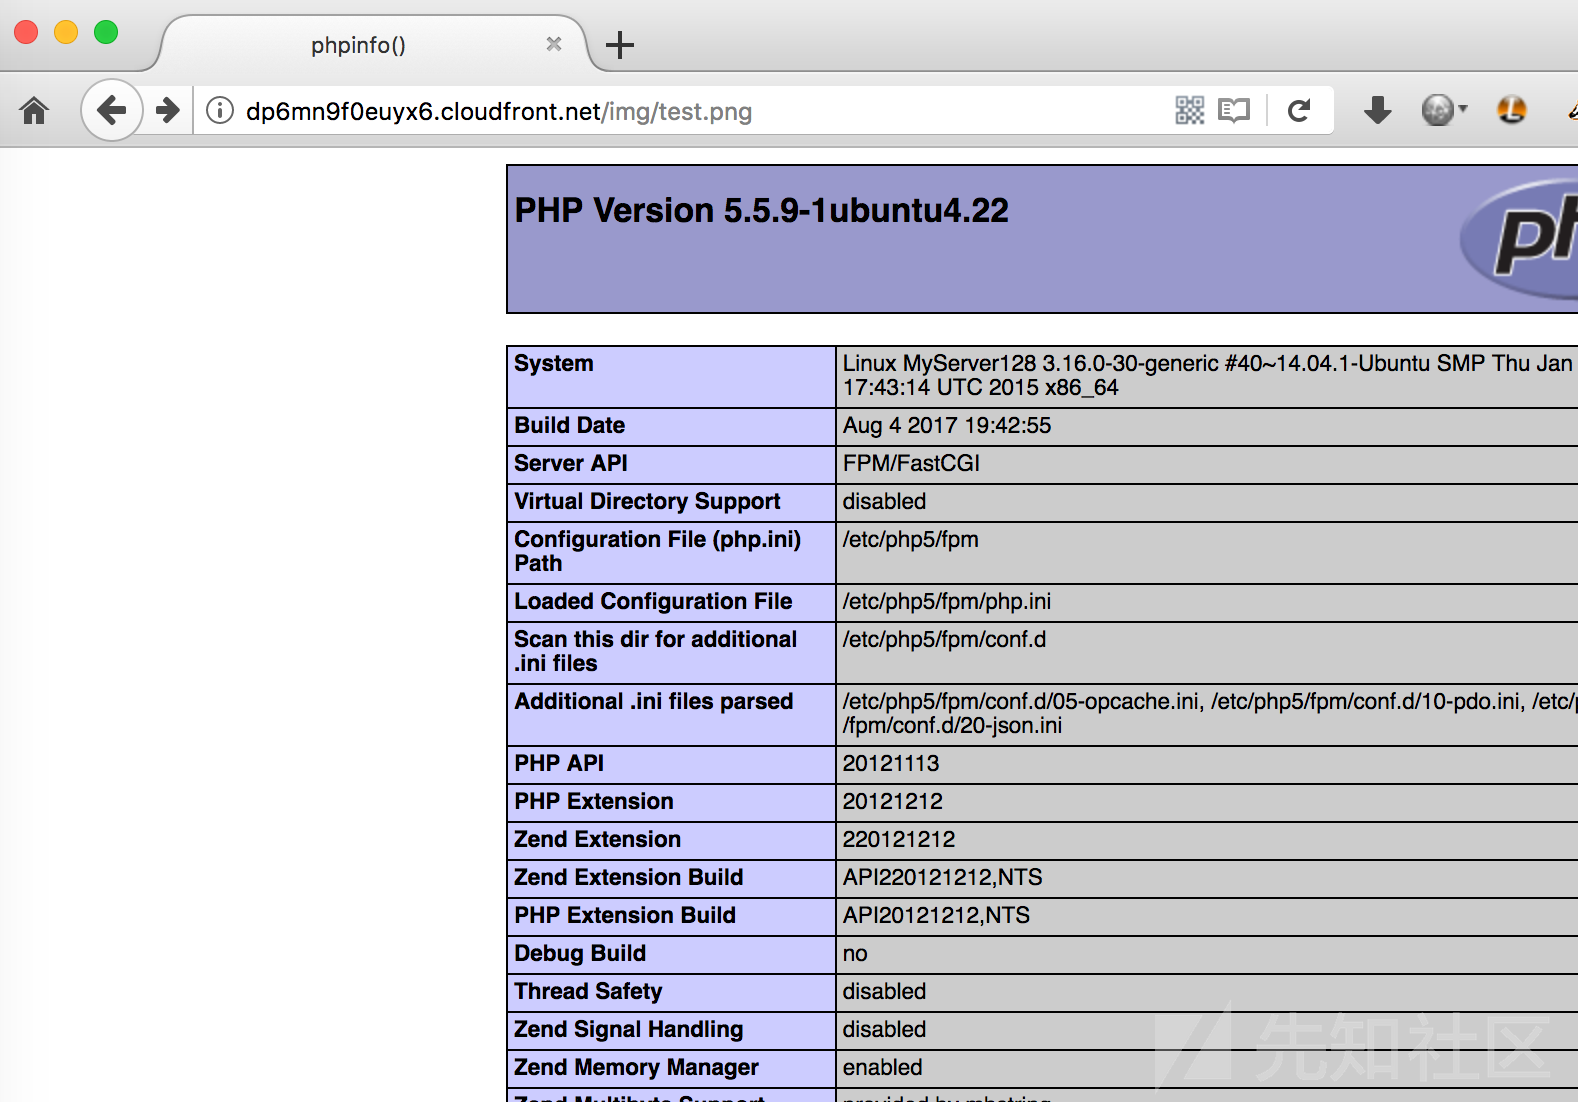 phpinfo()
dp6mn9f0euyx6.cloudfront.net/img/test.png
PHP Version 5.5.9-1ubuntu4.22
System
Linux MyServer128 3.16.0-30-generic #40~14.04.1-Ubuntu SMP Thu Jan
17:43:14 UTC 2015 x86_64
Build Date
Aug 4 2017 19:42:55
Server API
FPM/FastCGI
Virtual Directory Support
disabled
Configuration File (php.ini)
Path
/etc/php5/fpm
Loaded Configuration File
/etc/php5/fpm/php.ini
Scan this dir for additional
.ini files
/etc/php5/fpm/conf.d
Additional .ini files parsed
/etc/php5/fpm/conf.d/05-opcache.ini, /etc/php5/fpm/conf.d/10-pdo.ini, /etc/
/fpm/conf.d/20-json.ini
PHP API
20121113
PHP Extension
20121212
Zend Extension
220121212
Zend Extension Build
API220121212,NTS
PHP Extension Build
API20121212,NTS
Debug Build
no
Thread Safety
disabled
Zend Signal Handling
disabled
Zend Memory Manager
enabled
Zend Multibyte Support
provided by mbstring
先知社区